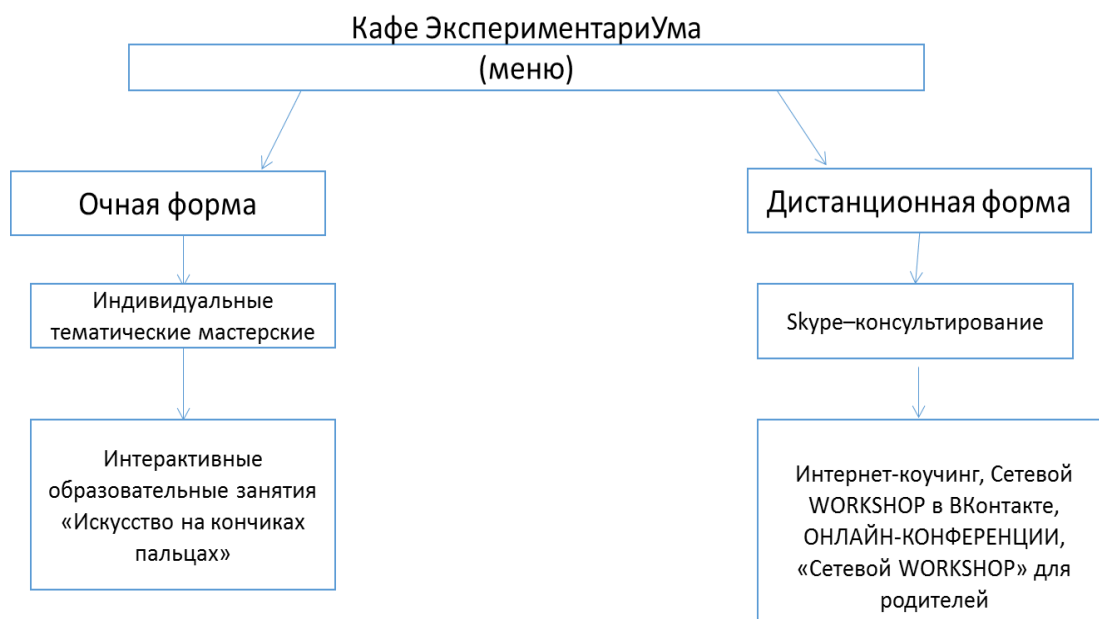 Кафе ЭкспериментариУма
(меню)
Очная форма
Дистанционная форма
Индивидуальные
тематические мастерские
Skype–консультирование
Интерактивные
образовательные занятия
«Искусство на кончиках
пальцах»
Интернет-коучинг, Сетевой
WORKSHOP в ВКонтакте,
ОНЛАЙН-КОНФЕРЕНЦИИ,
«Сетевой WORKSHOP» для
родителей